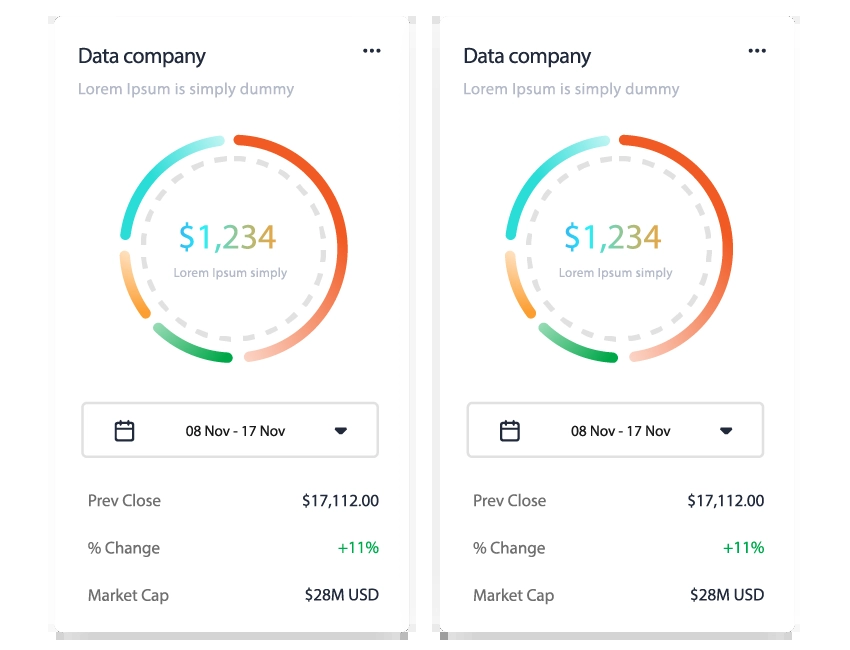 Data company
Lorem Ipsum is simply dummy
$1,234
Lorem Ipsum simply
08 Nov - 17 Nov
Prev Close $17,112.00
% Change +11%
Market Cap $28M USD
Data company
Lorem Ipsum is simply dummy
$1,234
Lorem Ipsum simply
08 Nov - 17 Nov
Prev Close $17,112.00
% Change +11%
Market Cap $28M USD